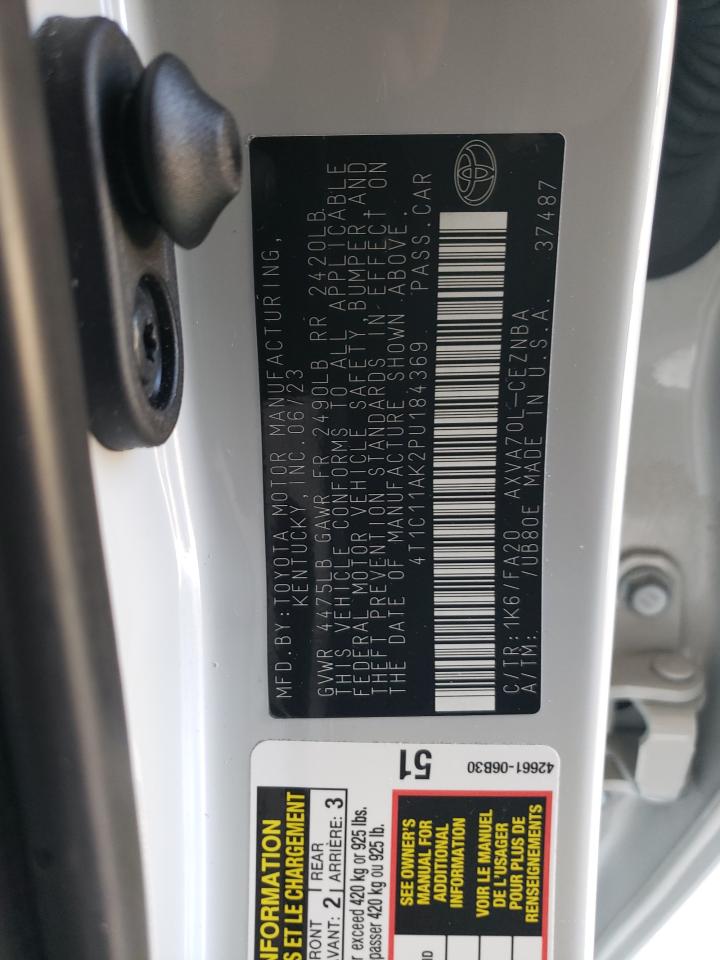 MFD.BY:TOYOTA MOTOR MANUFACTURING,
KENTUCKY, INC. 06/23
GVWR 4475LB GAWR FR 2490LB RR 2420LB
THIS VEHICLE CONFORMS TO ALL APPLICABLE
FEDERAL MOTOR VEHICLE SAFETY, BUMPER, AND
THEFT PREVENTION STANDARDS IN EFFECT ON
THE DATE OF MANUFACTURE SHOWN ABOVE.
4T1C11AK2PU184369 PASS.CAR
C/TR:1K6/FA20 AXVA70L-CEZNBA
A/TM: /UB80E MADE IN U.S.A. 37487
INFORMATION
S ET LE CHARGEMENT
RONT 2 REAR 3
AVANT: ARRIÈRE:
exceed 420 kg or 925 lbs.
passer 420 kg ou 925 lb.
51
42661-06B30
SEE OWNER'S
MANUAL FOR
ADDITIONAL
INFORMATION
VOIR LE MANUEL
DE L'USAGER
POUR PLUS DE
RENSEIGNEMENTS